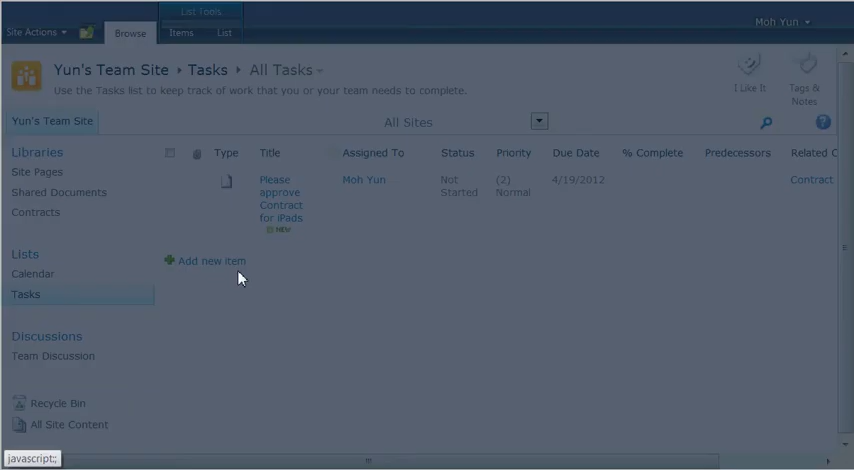 List Tools
Site Actions
Browse
Items
List
Moh Yun
Yun's Team Site ▸ Tasks ▸ All Tasks
Use the Tasks list to keep track of work that you or your team needs to complete.
I Like It
Tags &
Notes
Yun's Team Site
All Sites
Libraries
Site Pages
Shared Documents
Contracts
Lists
Calendar
Tasks
Discussions
Team Discussion
Recycle Bin
All Site Content
Type Title Assigned To Status Priority Due Date % Complete Predecessors Related C
Please
approve
Contract
for iPads
NEW
Moh Yun
Not
Started
(2)
Normal
4/19/2012
Contract
Add new item
javascript:;